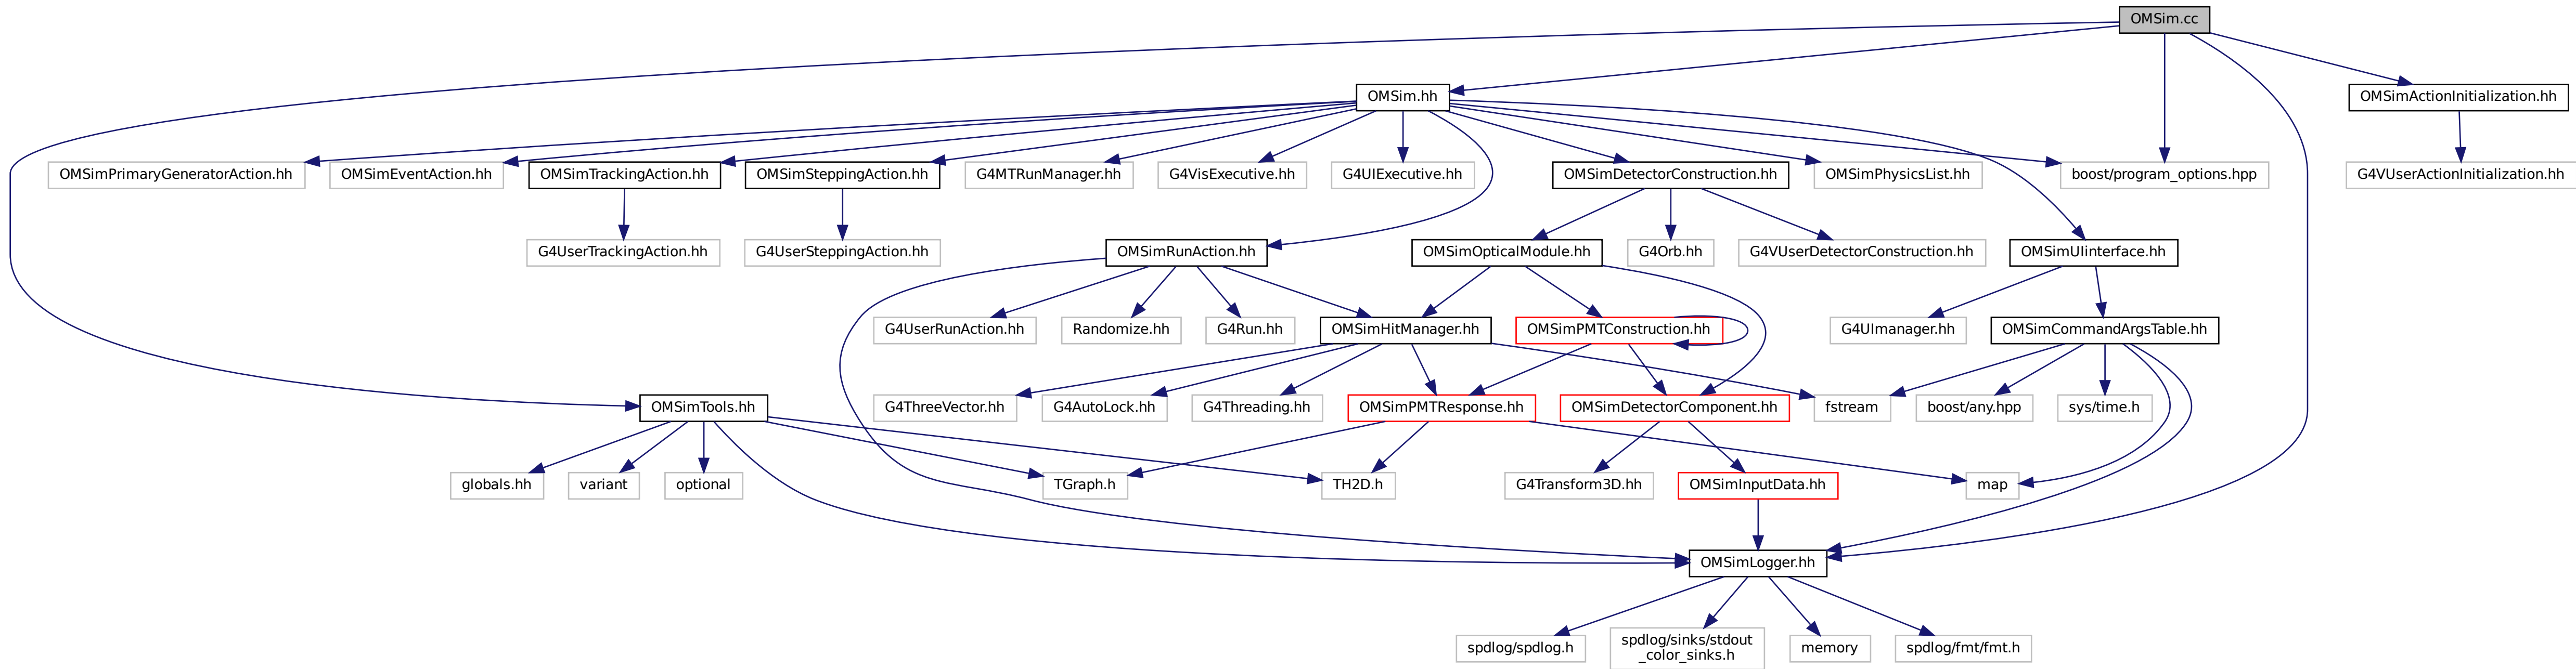 OMSim.cc
OMSim.hh
OMSimActionInitialization.hh
OMSimPrimaryGeneratorAction.hh
OMSimEventAction.hh
OMSimTrackingAction.hh
OMSimSteppingAction.hh
G4MTRunManager.hh
G4VisExecutive.hh
G4UIExecutive.hh
OMSimDetectorConstruction.hh
OMSimPhysicsList.hh
boost/program_options.hpp
G4VUserActionInitialization.hh
G4UserTrackingAction.hh
G4UserSteppingAction.hh
OMSimRunAction.hh
OMSimOpticalModule.hh
G4Orb.hh
G4VUserDetectorConstruction.hh
OMSimUIinterface.hh
G4UserRunAction.hh
Randomize.hh
G4Run.hh
OMSimHitManager.hh
OMSimPMTConstruction.hh
G4UImanager.hh
OMSimCommandArgsTable.hh
OMSimTools.hh
G4ThreeVector.hh
G4AutoLock.hh
G4Threading.hh
OMSimPMTResponse.hh
OMSimDetectorComponent.hh
fstream
boost/any.hpp
sys/time.h
globals.hh
variant
optional
TGraph.h
TH2D.h
G4Transform3D.hh
OMSimInputData.hh
map
OMSimLogger.hh
spdlog/spdlog.h
spdlog/sinks/stdout
_color_sinks.h
memory
spdlog/fmt/fmt.h